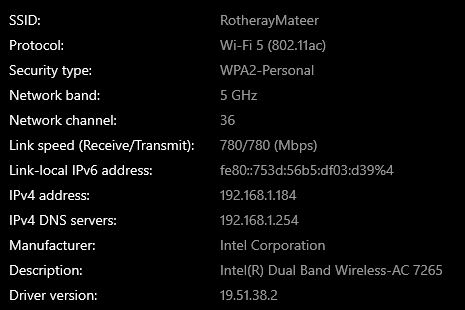 SSID: RotherayMateer
Protocol: Wi-Fi 5 (802.11ac)
Security type: WPA2-Personal
Network band: 5 GHz
Network channel: 36
Link speed (Receive/Transmit): 780/780 (Mbps)
Link-local IPv6 address: fe80::753d:56b5:df03:d39%4
IPv4 address: 192.168.1.184
IPv4 DNS servers: 192.168.1.254
Manufacturer: Intel Corporation
Description: Intel(R) Dual Band Wireless-AC 7265
Driver version: 19.51.38.2